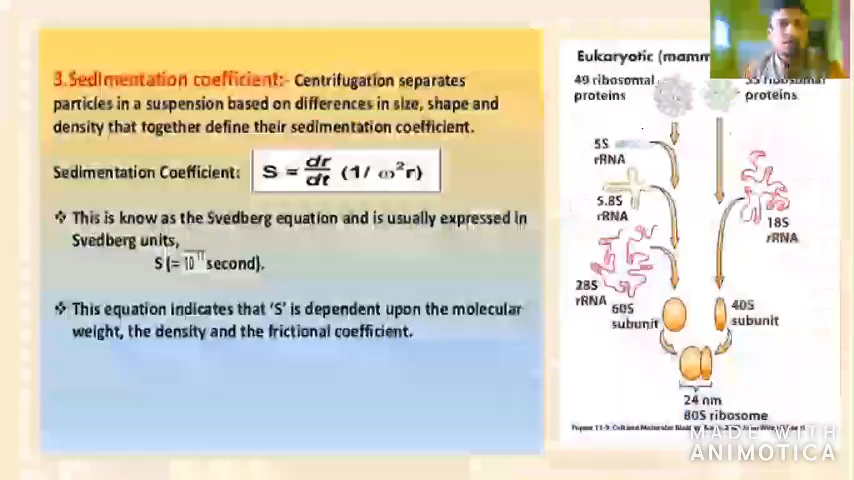 3.Sedimentation coefficient:- Centrifugation separates
particles in a suspension based on differences in size, shape and
density that together define their sedimentation coefficient.
Sedimentation Coefficient: S = dr/dt (1/ ω²r)
❖ This is know as the Svedberg equation and is usually expressed in
Svedberg units,
S (= 10 second).
❖ This equation indicates that ‘S’ is dependent upon the molecular
weight, the density and the frictional coefficient.
Eukaryotic
49 ribosomal
proteins
ribosomal
proteins
5S
rRNA
5.8S
rRNA
18S
rRNA
28S
rRNA
60S
subunit
40S
subunit
24 nm
80S ribosome
MADE WITH
ANIMOTICA